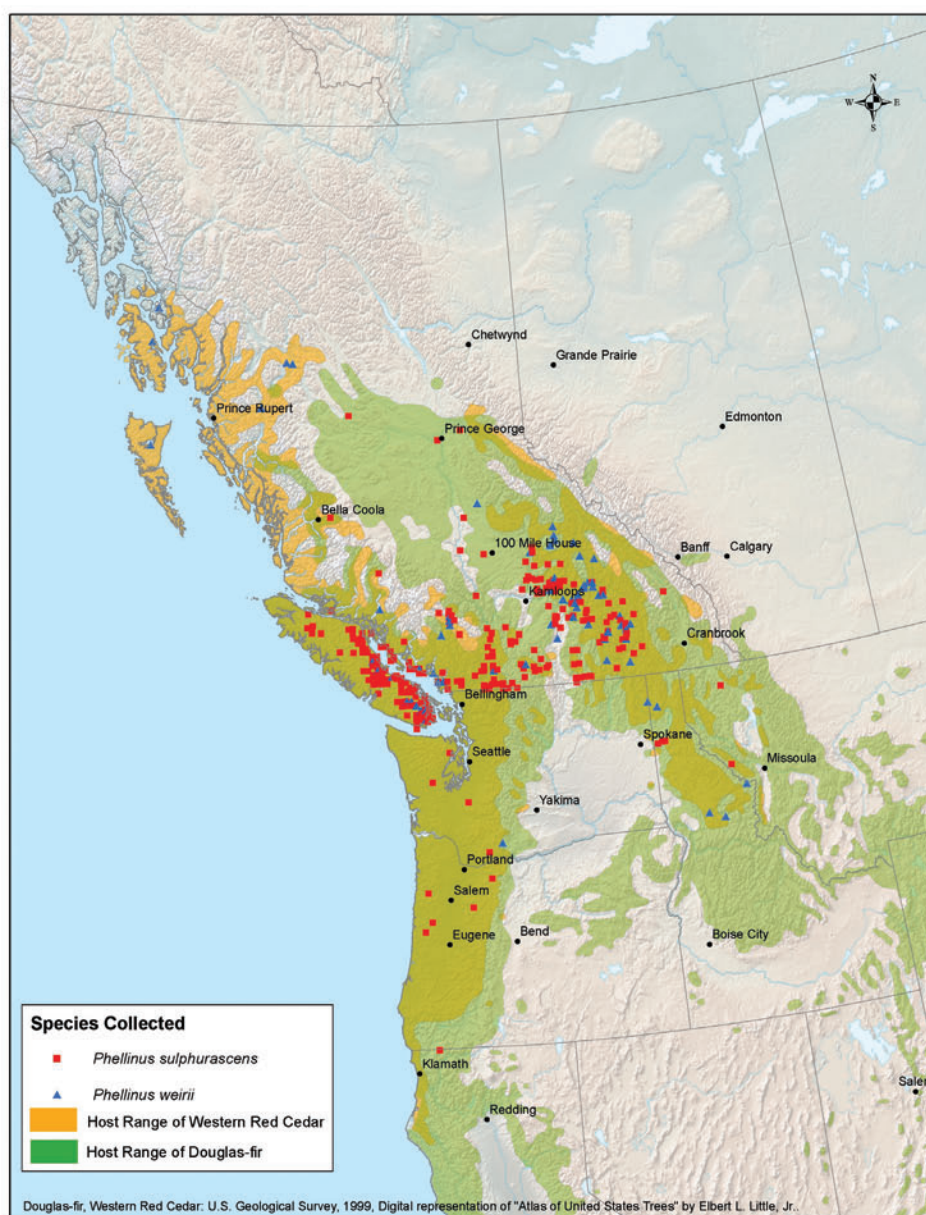 N
W E
S
Chetwynd
Grande Prairie
Prince Rupert
Edmonton
Prince George
Bella Coola
100 Mile House
Banff
Calgary
Kamloops
Cranbrook
Bellingham
Spokane
Seattle
Missoula
Yakima
Portland
Salem
Eugene
Bend
Boise City
Klamath
Salem
Redding
Species Collected
Phellinus sulphurascens
Phellinus weirii
Host Range of Western Red Cedar
Host Range of Douglas-fir
Douglas-fir, Western Red Cedar: U.S. Geological Survey, 1999, Digital representation of "Atlas of United States Trees" by Elbert L. Little, Jr..